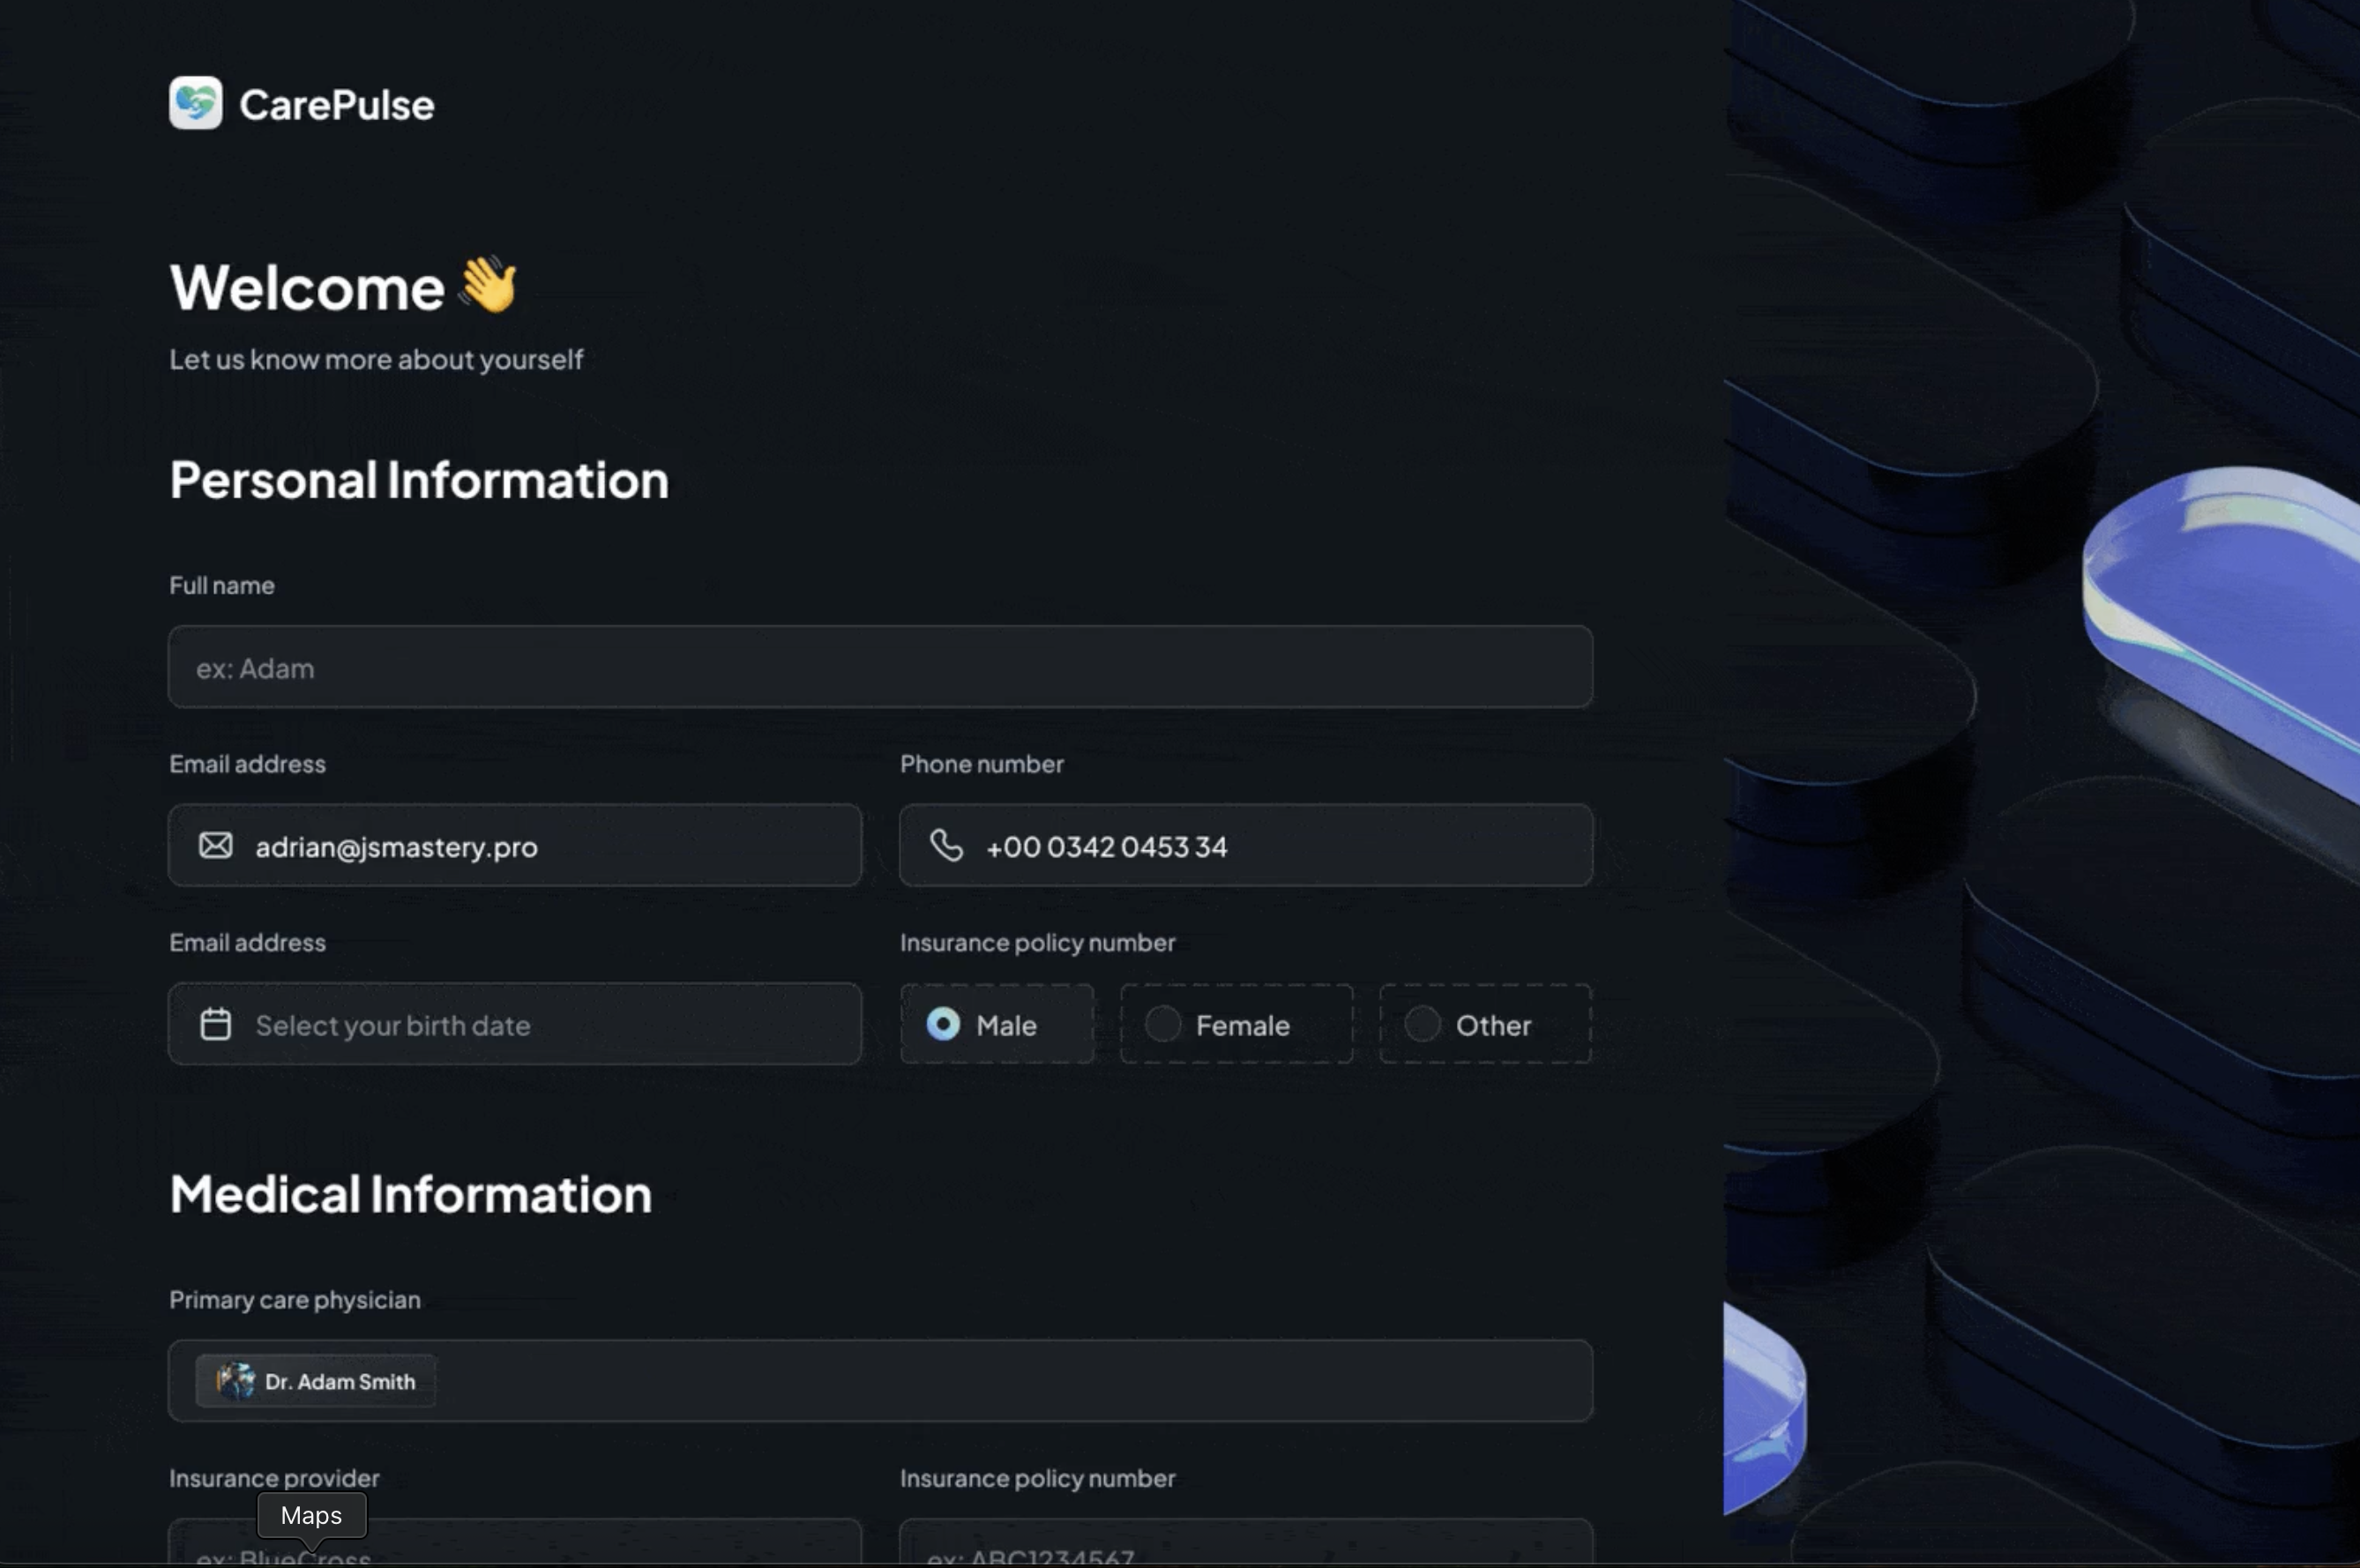 CarePulse
Welcome 👋
Let us know more about yourself
Personal Information
Full name
ex: Adam
Email address
Phone number
adrian@jsmastery.pro
+00 0342 0453 34
Email address
Insurance policy number
Select your birth date
Male
Female
Other
Medical Information
Primary care physician
Dr. Adam Smith
Insurance provider
Insurance policy number
Maps
ex: BlueCross
ex: ABC1234567